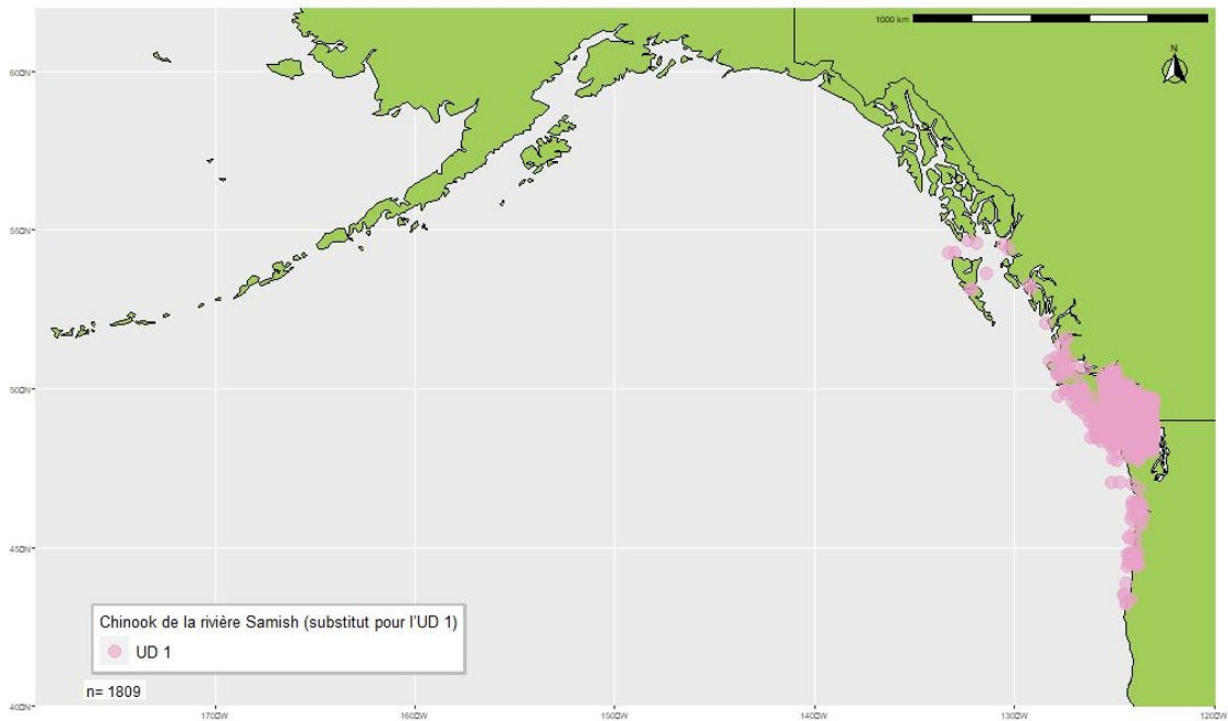 1000 km
N
60▯N
55▯N
50▯N
45▯N
40▯N
Chinook de la rivière Samish (substitut pour l'UD 1)
UD 1
n= 1809
170▯W
160▯W
150▯W
140▯W
130▯W
120▯W